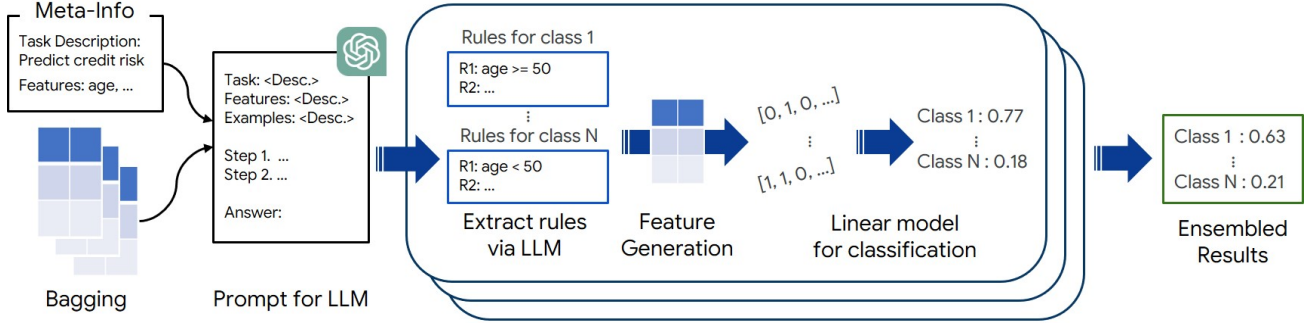 Meta-Info
Task Description:
Predict credit risk
Features: age, ...
Bagging
Task: <Desc.>
Features: <Desc.>
Examples: <Desc.>
Step 1. ...
Step 2. ...
Answer:
Prompt for LLM
Rules for class 1
R1: age >= 50
R2: ...
Rules for class N
R1: age < 50
R2: ...
Extract rules
via LLM
Feature
Generation
[0, 1, 0, ...]
[1, 1, 0, ...]
Class 1 : 0.77
Class N : 0.18
Linear model
for classification
Class 1 : 0.63
Class N : 0.21
Ensembled
Results